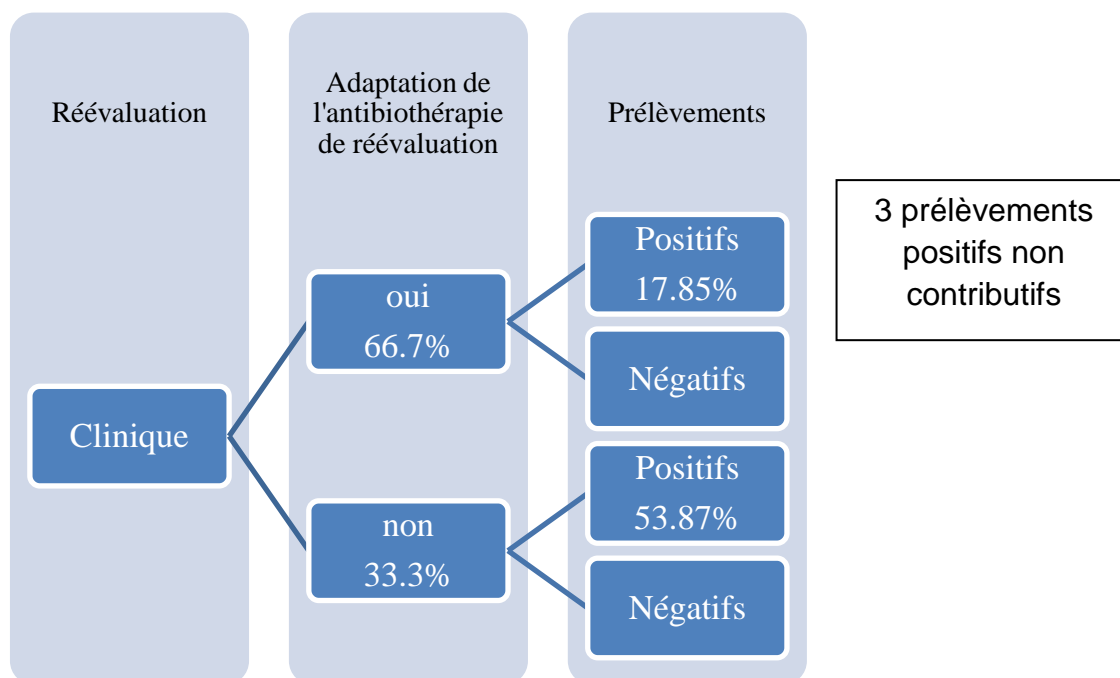 Réévaluation
Adaptation de
l'antibiothérapie
de réévaluation
Prélèvements
Clinique
oui
66.7%
non
33.3%
Positifs
17.85%
Négatifs
Positifs
53.87%
Négatifs
3 prélèvements
positifs non
contributifs